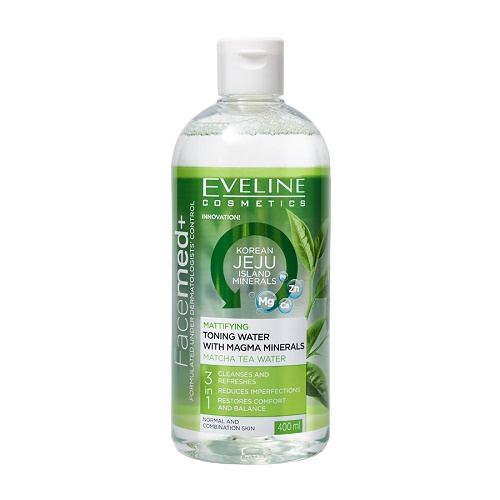 EVELINE
COSMETICS
INNOVATION!
Facemed+
FORMULATED UNDER DERMATOLOGISTS' CONTROL
KOREAN
JEJU
ISLAND
MINERALS
Zn
Mg
Ca
MATTIFYING
TONING WATER
WITH MAGMA MINERALS
MATCHA TEA WATER
3 in 1
CLEANSES AND
REFRESHES
REDUCES IMPERFECTIONS
RESTORES COMFORT
AND BALANCE
NORMAL AND
COMBINATION SKIN
400 ml